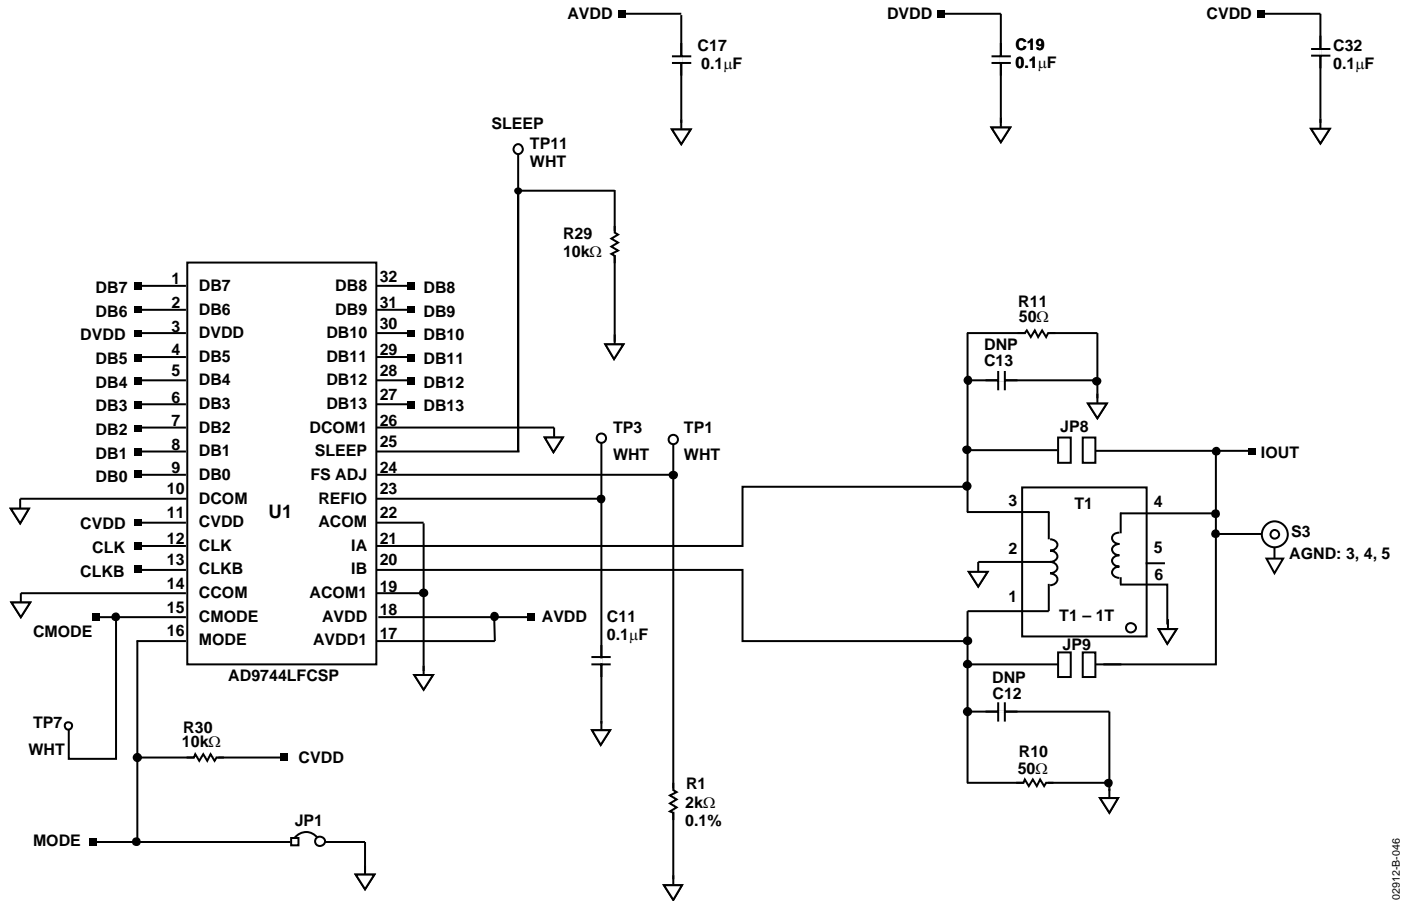 AVDD
C17
0.1µF
DVDD
C19
0.1µF
CVDD
C32
0.1µF
SLEEP
TP11
WHT
R29
10kΩ
DB7 1 DB7
DB6 2 DB6
DVDD 3 DVDD
DB5 4 DB5
DB4 5 DB4
DB3 6 DB3
DB2 7 DB2
DB1 8 DB1
DB0 9 DB0
10 DCOM
CVDD 11 CVDD
CLK 12 CLK
CLKB 13 CLKB
14 CCOM
CMODE 15 CMODE
16 MODE
U1
DB8 32 DB8
DB9 31 DB9
DB10 30 DB10
DB11 29 DB11
DB12 28 DB12
DB13 27 DB13
DCOM1 26
SLEEP 25
FS ADJ 24
REFIO 23
ACOM 22
IA 21
IB 20
ACOM1 19
AVDD 18 AVDD
AVDD1 17
AD9744LFCSP
TP3
WHT
TP1
WHT
C11
0.1µF
R1
2kΩ
0.1%
TP7
WHT
R30
10kΩ
CVDD
MODE
JP1
R11
50Ω
DNP
C13
JP8
IOUT
3 T1 4
2 5
6
1 T1 – 1T
S3
AGND: 3, 4, 5
JP9
DNP
C12
R10
50Ω
02912-B-046